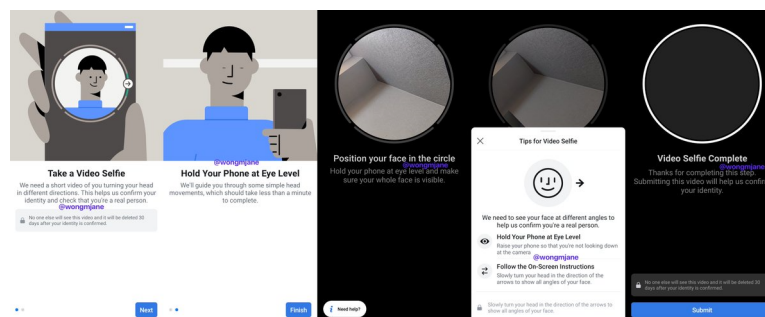 @wongmjane
Take a Video Selfie
We need a short video of you turning your head
in different directions. This helps us confirm your
identity and check that you're a real person.
@wongmjane
No one else will see this video and it will be deleted 30
days after your identity is confirmed.
Next
Hold Your Phone at Eye Level
We'll guide you through some simple head
movements, which should take less than a minute
to complete.
Finish
Position your face in the circle
@wongmjane
Hold your phone at eye level and make
sure your whole face is visible.
Need help?
Tips for Video Selfie
We need to see your face at different angles to
help us confirm you're a real person.
Hold Your Phone at Eye Level
Raise your phone so that you're not looking down
at the camera.
@wongmjane
Follow the On-Screen Instructions
Slowly turn your head in the direction of the
arrows to show all angles of your face.
Slowly turn your head in the direction of the arrows to
show all angles of your face.
Video Selfie Complete
@wongmjane
Thanks for completing this step.
Submitting this video will help us confirm
your identity.
No one else will see this video and it will be deleted 30
days after your identity is confirmed.
Submit